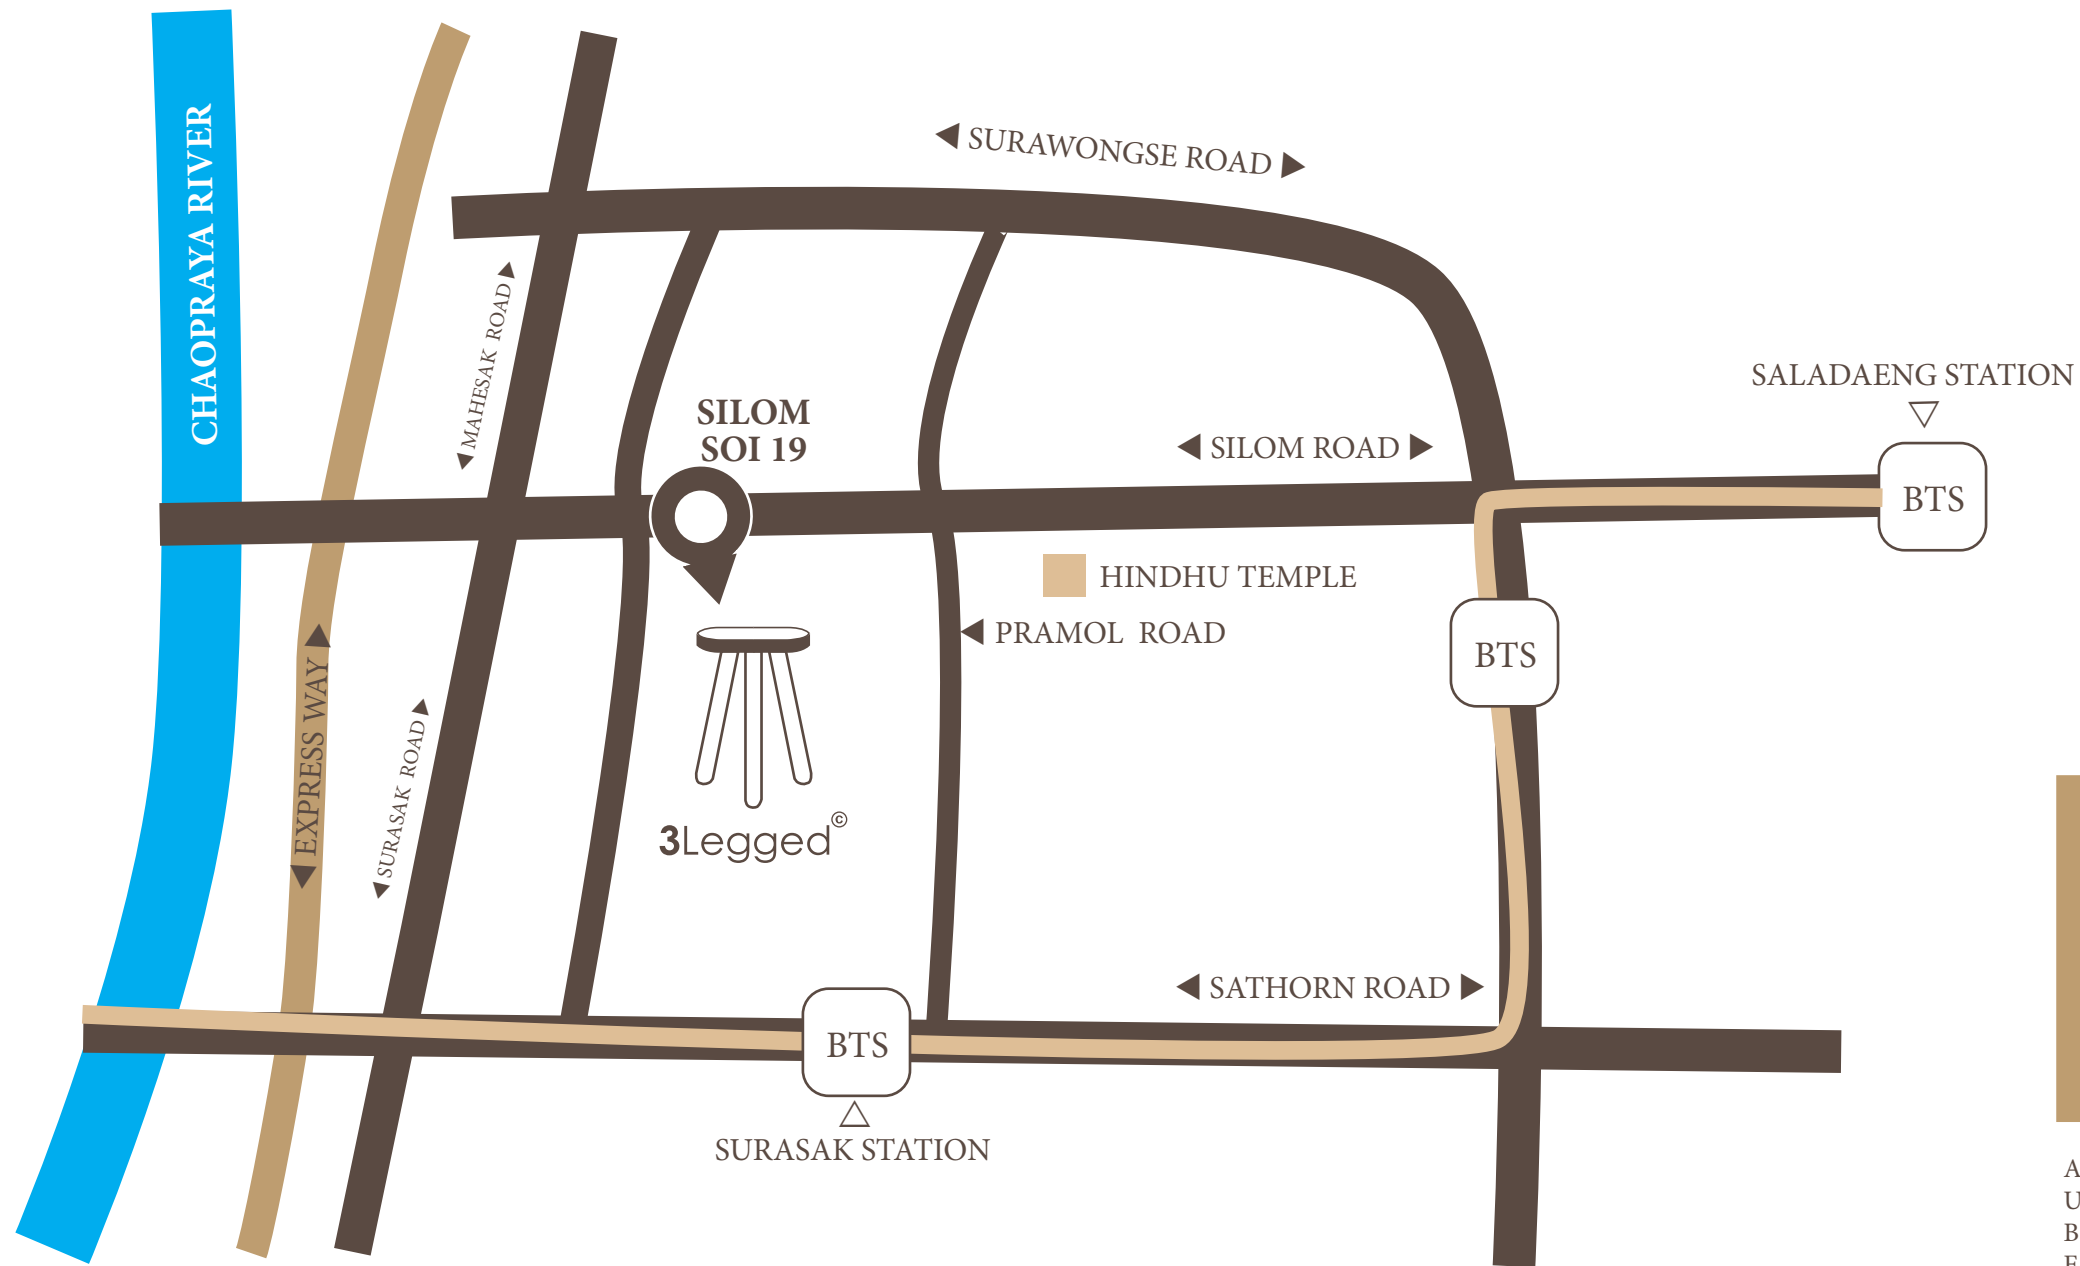 SURAWONGSE ROAD
CHAOPRAYA RIVER
MAHESAK ROAD
SALADAENG STATION
SILOM
SOI 19
SILOM ROAD
BTS
HINDHU TEMPLE
PRAMOL ROAD
BTS
EXPRESS WAY
SURASAK ROAD
3Legged©
SATHORN ROAD
BTS
SURASAK STATION
A
U
B